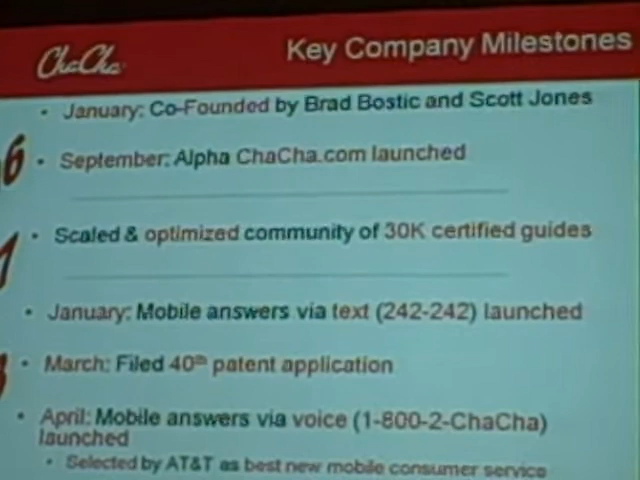 ChaCha
Key Company Milestones
• January: Co-Founded by Brad Bostic and Scott Jones
6
• September: Alpha ChaCha.com launched
7
• Scaled & optimized community of 30K certified guides
• January: Mobile answers via text (242-242) launched
• March: Filed 40th patent application
• April: Mobile answers via voice (1-800-2-ChaCha)
launched
• Selected by AT&T as best new mobile consumer service